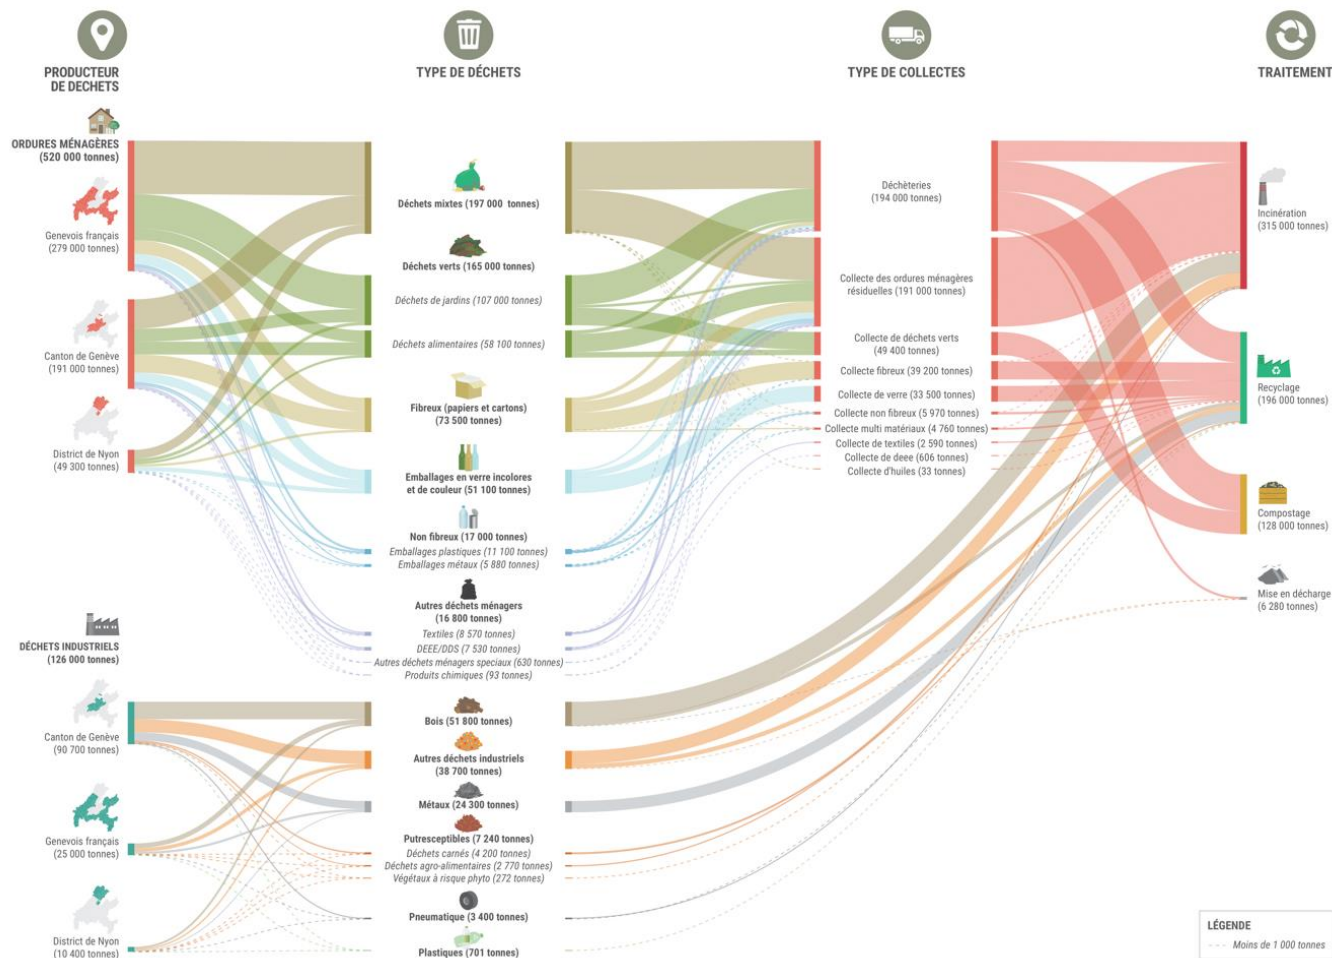 PRODUCTEUR
DE DECHETS
TYPE DE DÉCHETS
TYPE DE COLLECTES
TRAITEMENT
ORDURES MÉNAGÈRES
(520 000 tonnes)
Genevois français
(279 000 tonnes)
Canton de Genève
(191 000 tonnes)
District de Nyon
(49 300 tonnes)
DÉCHETS INDUSTRIELS
(126 000 tonnes)
Canton de Genève
(90 700 tonnes)
Genevois français
(25 000 tonnes)
District de Nyon
(10 400 tonnes)
Déchets mixtes (197 000 tonnes)
Déchets verts (165 000 tonnes)
Déchets de jardins (107 000 tonnes)
Déchets alimentaires (58 100 tonnes)
Fibreux (papiers et cartons)
(73 500 tonnes)
Emballages en verre incolores
et de couleur (51 100 tonnes)
Non fibreux (17 000 tonnes)
Emballages plastiques (11 100 tonnes)
Emballages métaux (5 880 tonnes)
Autres déchets ménagers
(16 800 tonnes)
Textiles (8 570 tonnes)
DEEE/DDS (7 530 tonnes)
Autres déchets ménagers speciaux (630 tonnes)
Produits chimiques (93 tonnes)
Bois (51 800 tonnes)
Autres déchets industriels
(38 700 tonnes)
Métaux (24 300 tonnes)
Putresceptibles (7 240 tonnes)
Déchets carnés (4 200 tonnes)
Déchets agro-alimentaires (2 770 tonnes)
Végétaux à risque phyto (272 tonnes)
Pneumatique (3 400 tonnes)
Plastiques (701 tonnes)
Déchèteries
(194 000 tonnes)
Collecte des ordures ménagères
résiduelles (191 000 tonnes)
Collecte de déchets verts
(49 400 tonnes)
Collecte fibreux (39 200 tonnes)
Collecte de verre (33 500 tonnes)
Collecte non fibreux (5 970 tonnes)
Collecte multi matériaux (4 760 tonnes)
Collecte de textiles (2 590 tonnes)
Collecte de deee (606 tonnes)
Collecte d'huiles (33 tonnes)
Incinération
(315 000 tonnes)
Recyclage
(196 000 tonnes)
Compostage
(128 000 tonnes)
Mise en décharge
(6 280 tonnes)
LÉGENDE
Moins de 1 000 tonnes